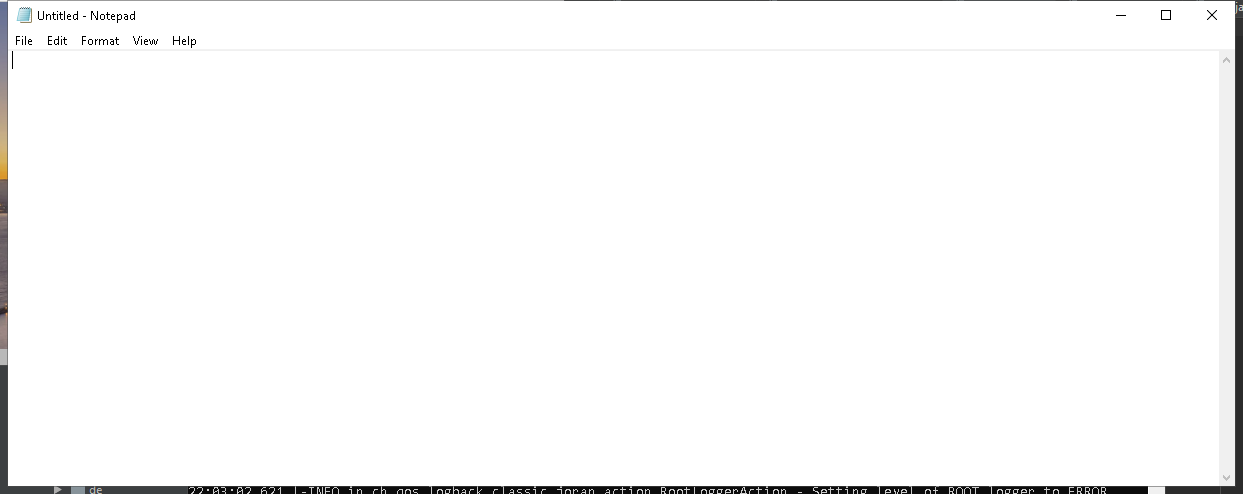 Untitled - Notepad
File Edit Format View Help
de 22:03:02,621 |-INFO in ch.qos.logback.classic.joran.action.RootLoggerAction - Setting level of ROOT logger to ERROR